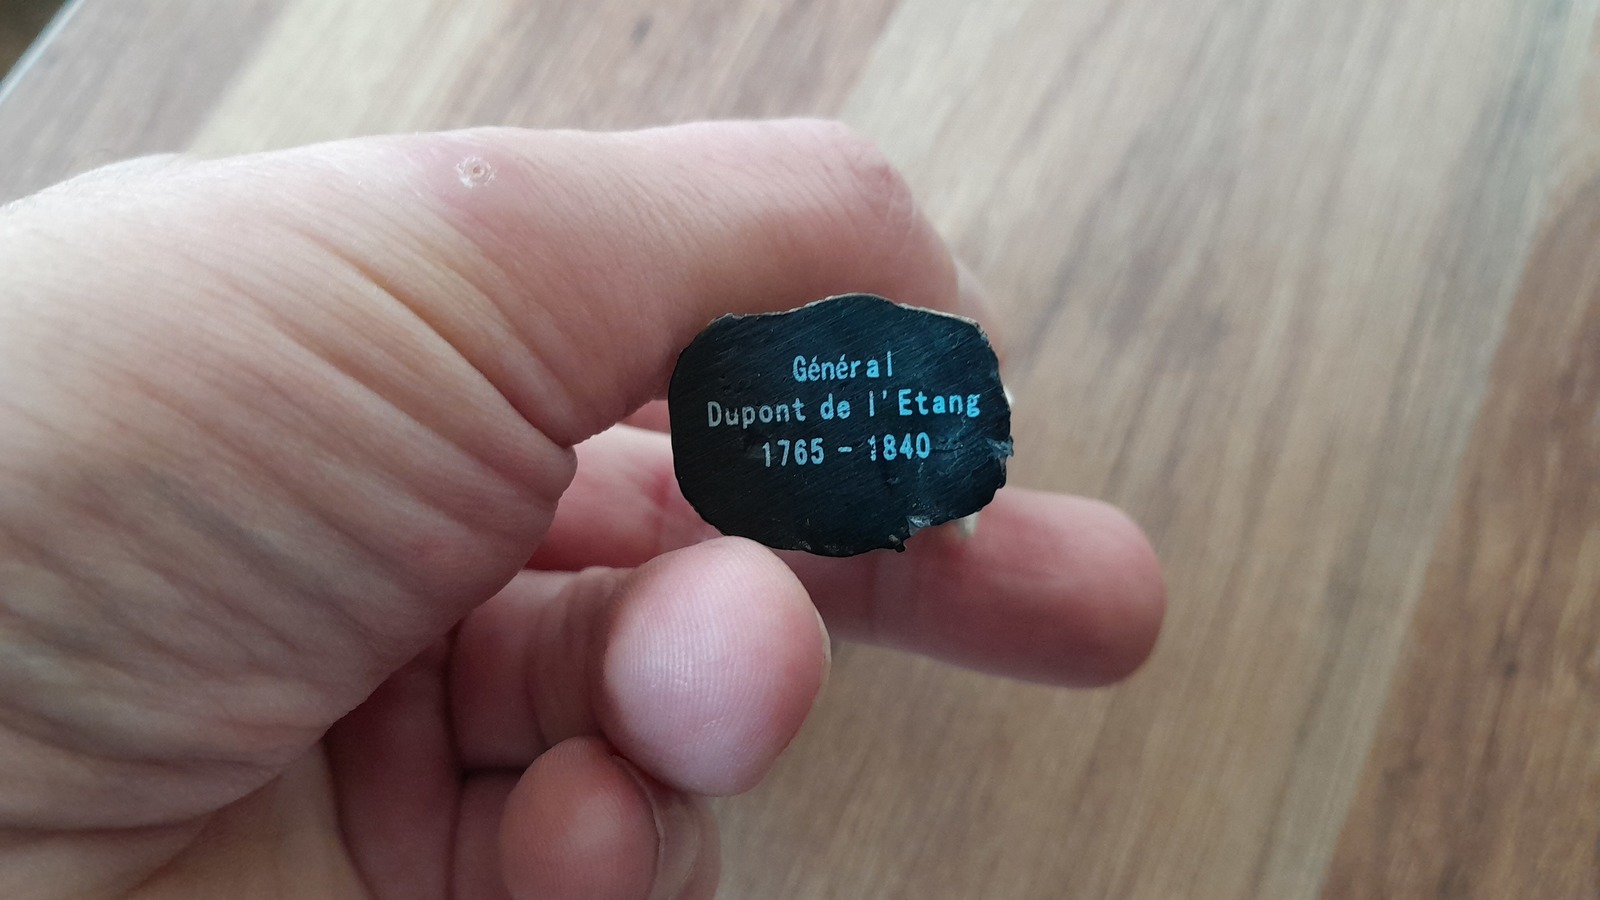 Général
Dupont de l'Etang
1765 - 1840